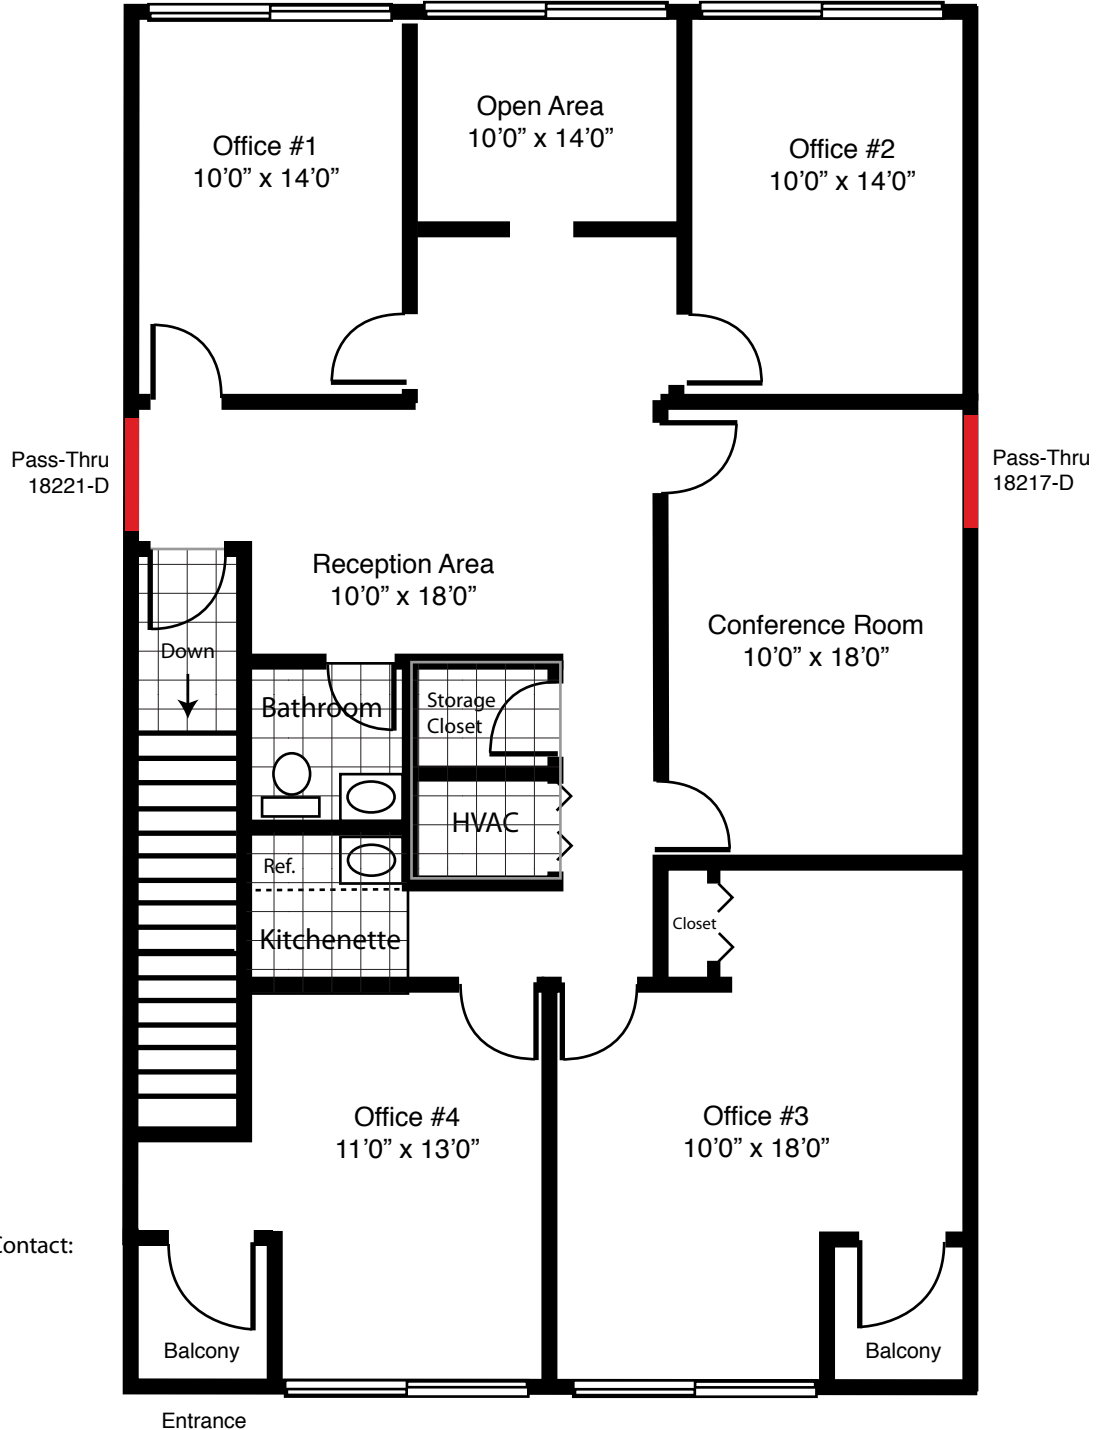 Open Area
10’0” x 14’0”
Office #1
10’0” x 14’0”
Office #2
10’0” x 14’0”
Pass-Thru
18221-D
Pass-Thru
18217-D
Reception Area
10’0” x 18’0”
Conference Room
10’0” x 18’0”
Down
Bathroom
Storage
Closet
HVAC
Ref.
Kitchenette
Closet
Office #4
11’0” x 13’0”
Office #3
10’0” x 18’0”
Contact:
Balcony
Balcony
Entrance